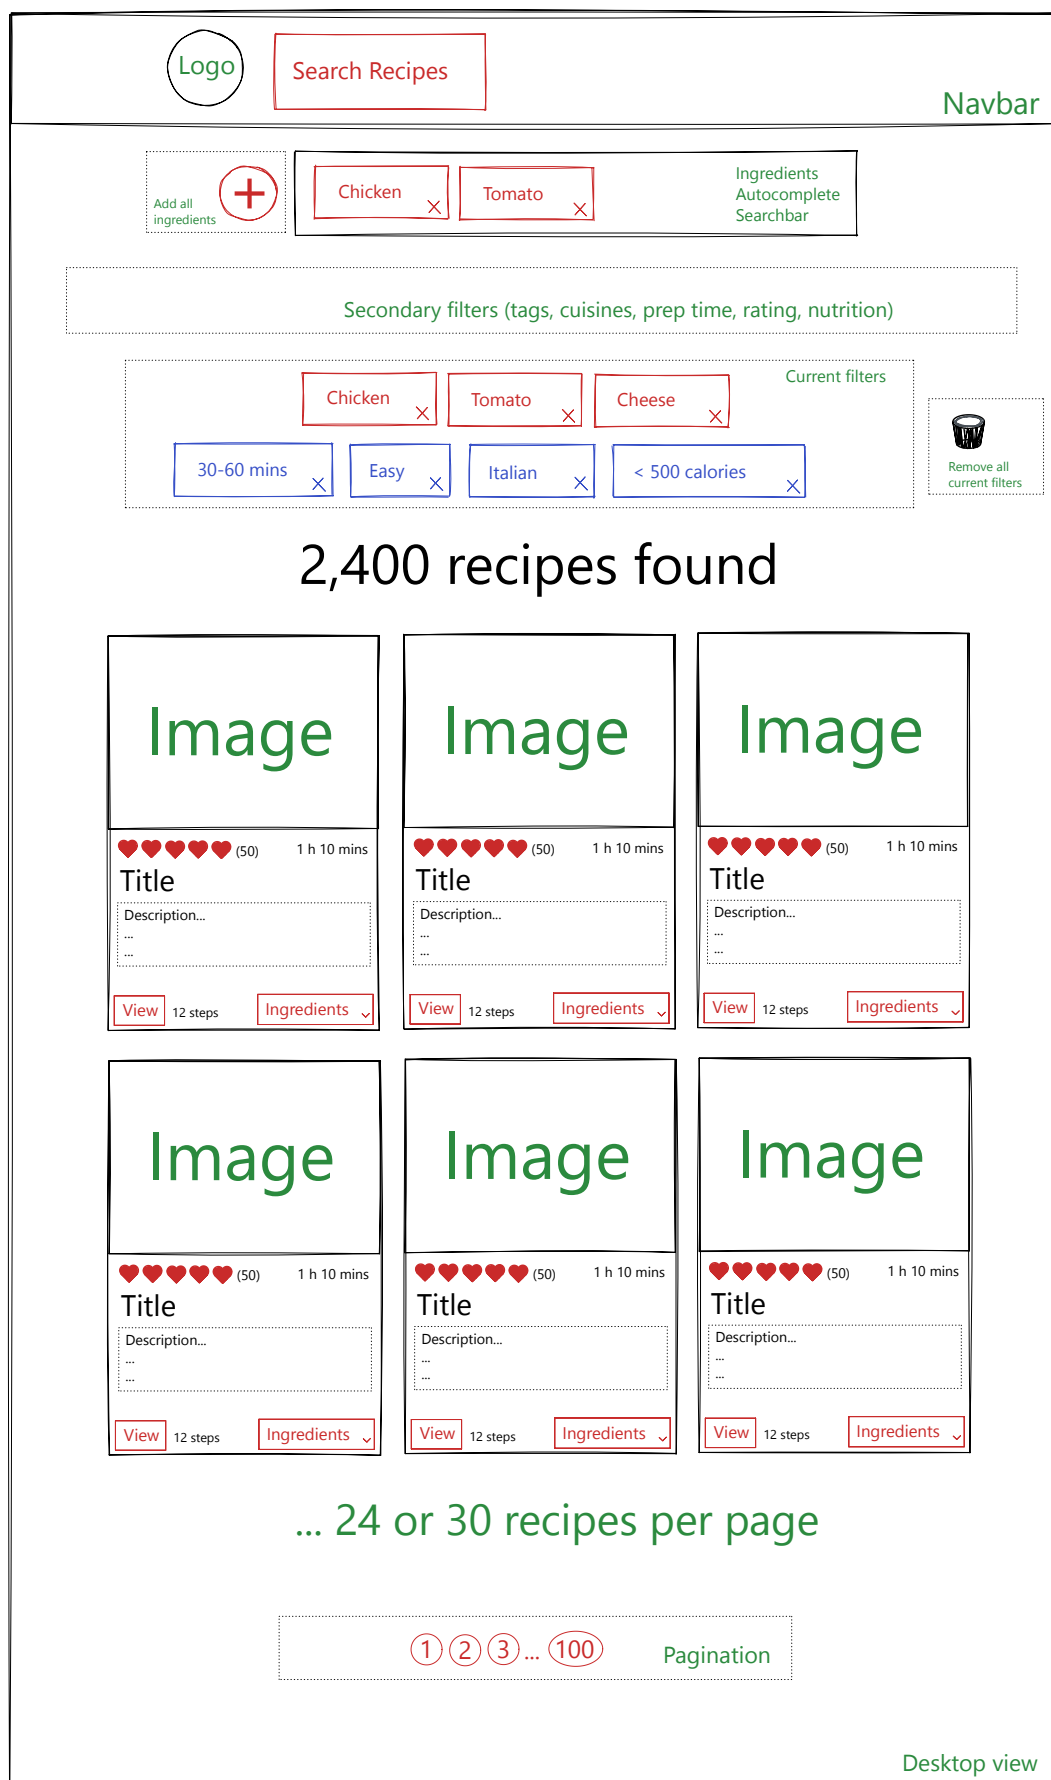 Logo
Search Recipes
Navbar
Add all
ingredients
Chicken
Tomato
Ingredients
Autocomplete
Searchbar
Secondary filters (tags, cuisines, prep time, rating, nutrition)
Current filters
Chicken
Tomato
Cheese
30-60 mins
Easy
Italian
< 500 calories
Remove all
current filters
2,400 recipes found
Image
Image
Image
(50) 1 h 10 mins
(50) 1 h 10 mins
(50) 1 h 10 mins
Title
Title
Title
Description...
...
...
Description...
...
...
Description...
...
...
View 12 steps Ingredients
View 12 steps Ingredients
View 12 steps Ingredients
Image
Image
Image
(50) 1 h 10 mins
(50) 1 h 10 mins
(50) 1 h 10 mins
Title
Title
Title
Description...
...
...
Description...
...
...
Description...
...
...
View 12 steps Ingredients
View 12 steps Ingredients
View 12 steps Ingredients
... 24 or 30 recipes per page
1 2 3 ... 100 Pagination
Desktop view